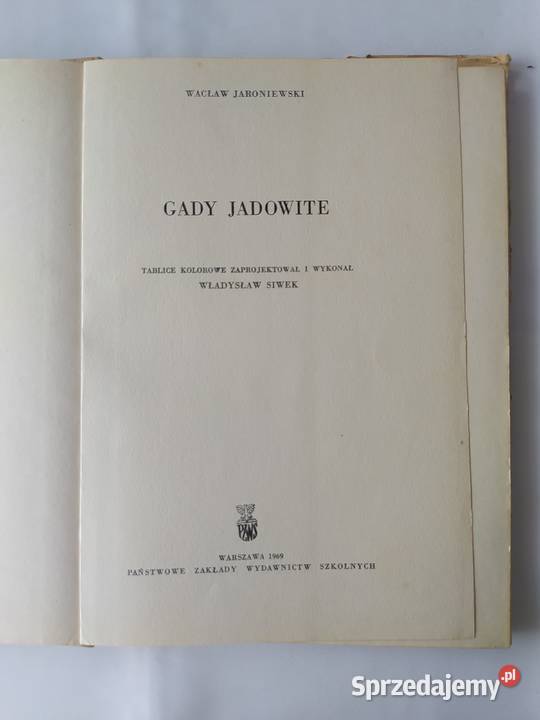 WACŁAW JARONIEWSKI
GADY JADOWITE
TABLICE KOLOROWE ZAPROJEKTOWAŁ I WYKONAŁ
WŁADYSŁAW SIWEK
PZWS
WARSZAWA 1969
PAŃSTWOWE ZAKŁADY WYDAWNICTW SZKOLNYCH
Sprzedajemy.pl